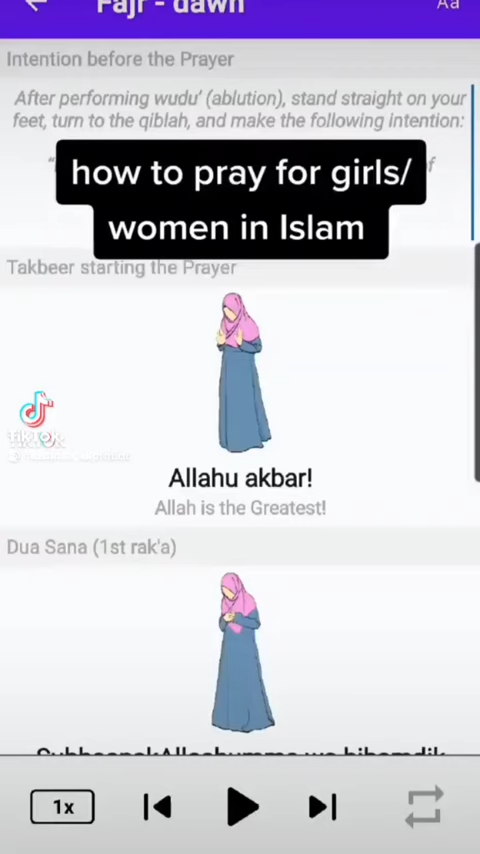 Fajr - dawn
Aa
Intention before the Prayer
After performing wudu' (ablution), stand straight on your
feet, turn to the qiblah, and make the following intention:
how to pray for girls/
women in Islam
Takbeer starting the Prayer
TikTok
Allahu akbar!
Allah is the Greatest!
Dua Sana (1st rak'a)
1x